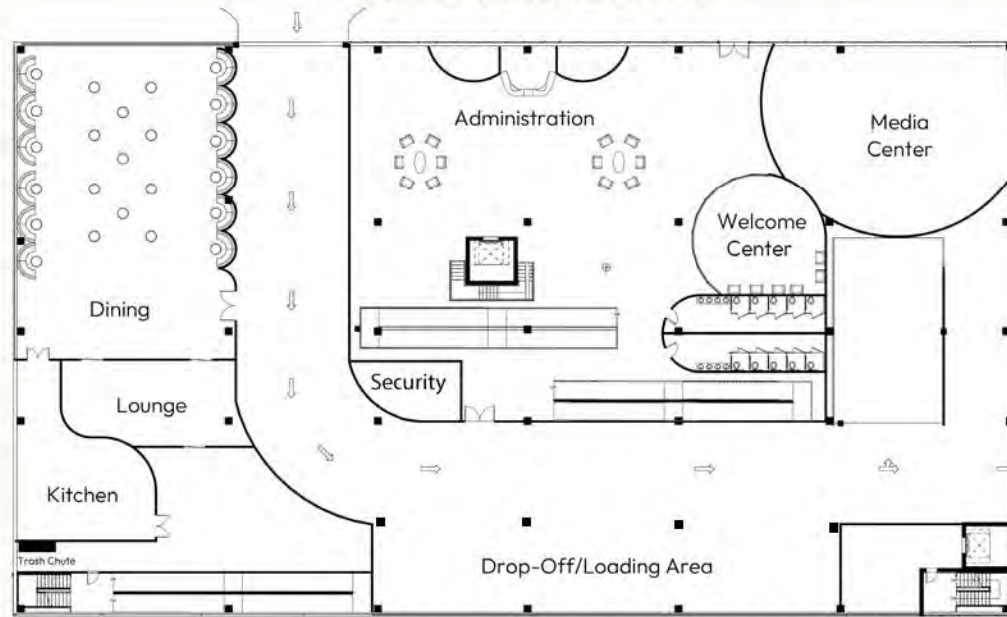 Administration
Media
Center
Welcome
Center
Dining
Security
Lounge
Kitchen
Trash Chute
Drop-Off/Loading Area